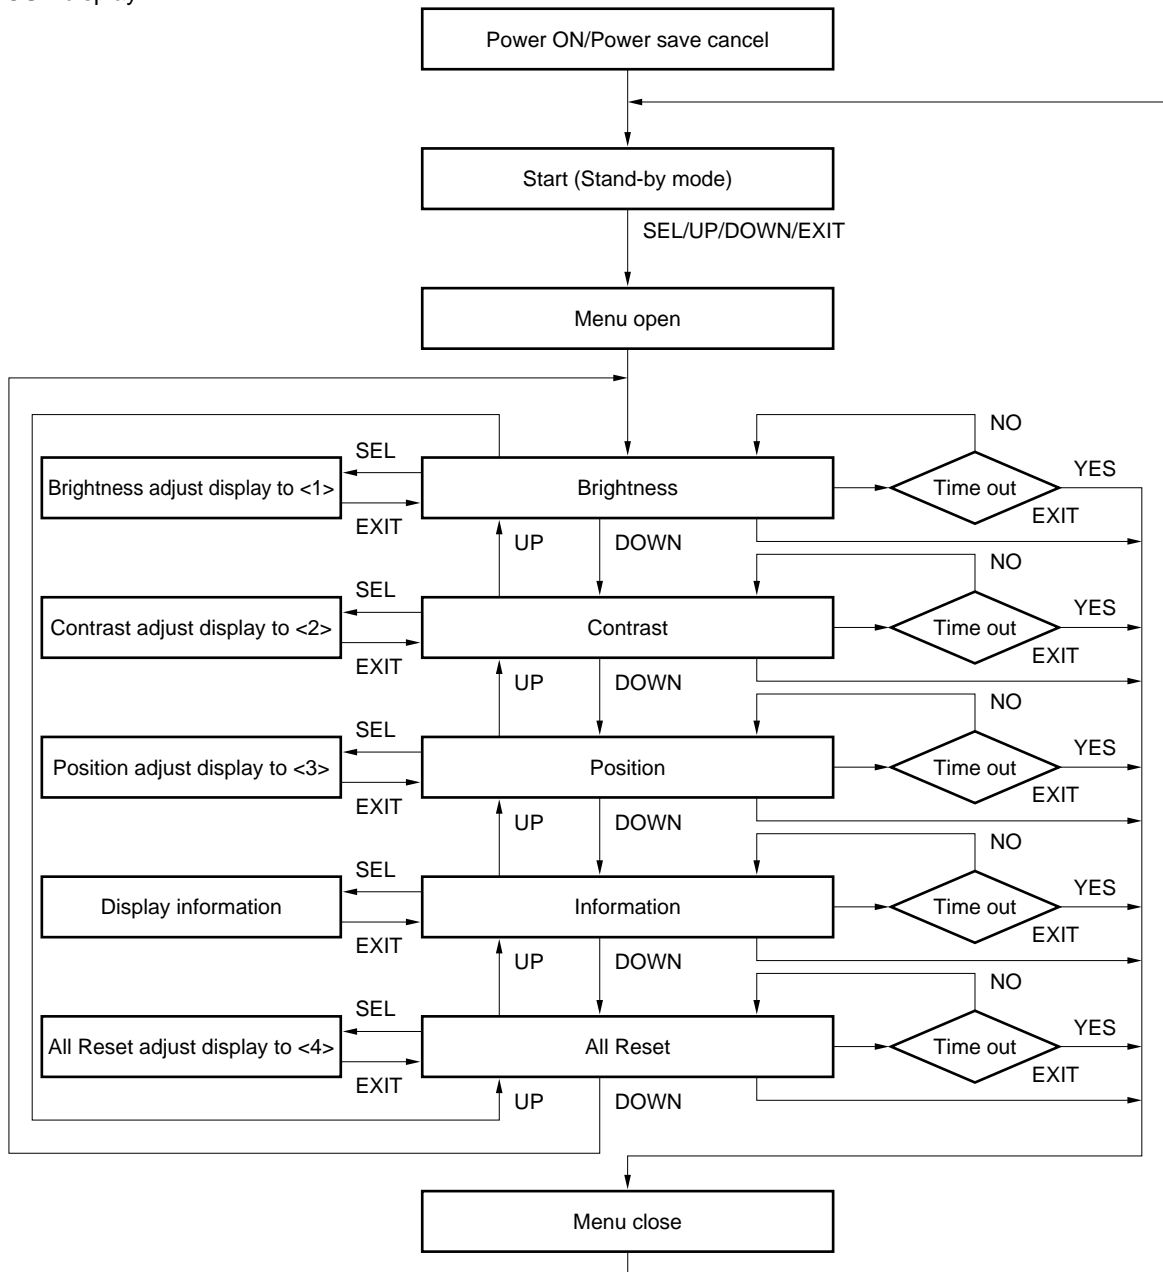 Power ON/Power save cancel
Start (Stand-by mode)
SEL/UP/DOWN/EXIT
Menu open
NO
SEL
YES
Brightness adjust display to <1>
Brightness
Time out
EXIT
EXIT
UP
DOWN
NO
SEL
YES
Contrast adjust display to <2>
Contrast
Time out
EXIT
EXIT
UP
DOWN
NO
SEL
YES
Position adjust display to <3>
Position
Time out
EXIT
EXIT
UP
DOWN
NO
SEL
YES
Display information
Information
Time out
EXIT
EXIT
UP
DOWN
NO
SEL
YES
All Reset adjust display to <4>
All Reset
Time out
EXIT
EXIT
UP
DOWN
Menu close